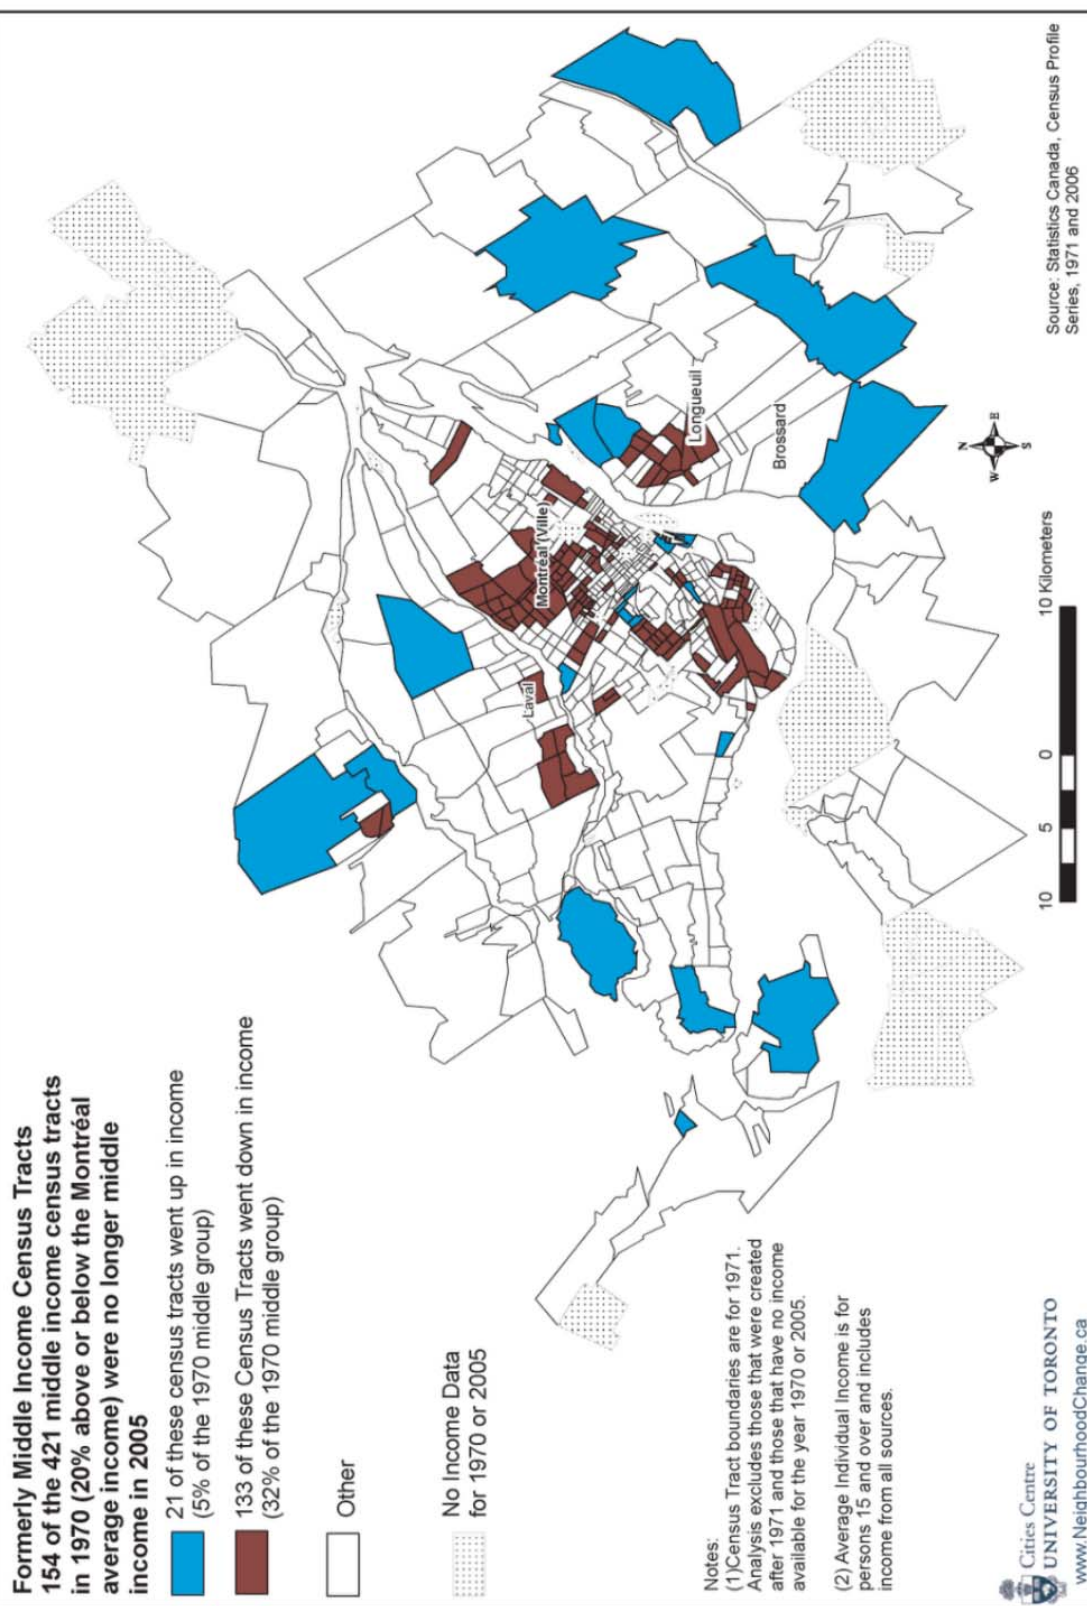 Formerly Middle Income Census Tracts
154 of the 421 middle income census tracts
in 1970 (20% above or below the Montréal
average income) were no longer middle
income in 2005
21 of these census tracts went up in income
(5% of the 1970 middle group)
133 of these Census Tracts went down in income
(32% of the 1970 middle group)
Other
No Income Data
for 1970 or 2005
Notes:
(1)Census Tract boundaries are for 1971.
Analysis excludes those that were created
after 1971 and those that have no income
available for the year 1970 or 2005.
(2) Average Individual Income is for
persons 15 and over and includes
income from all sources.
Cities Centre
UNIVERSITY OF TORONTO
www.NeighbourhoodChange.ca
Laval
Montréal (Ville)
Longueuil
Brossard
N
W
E
S
10 5 0 10 Kilometers
Source: Statistics Canada, Census Profile
Series, 1971 and 2006